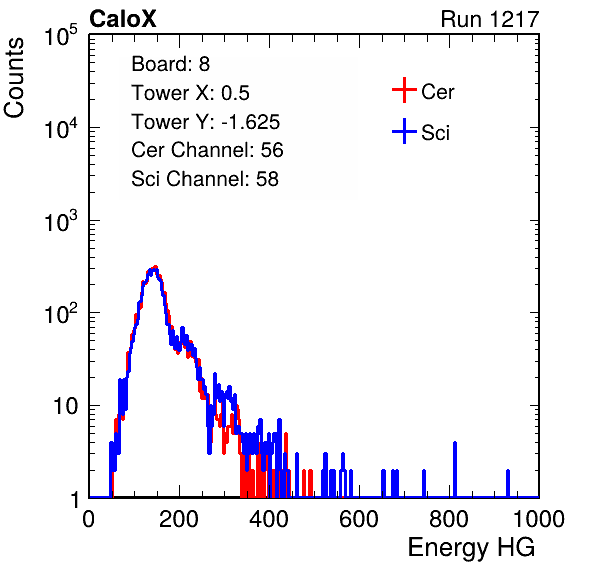 CaloX Run 1217
Counts
10^5
10^4
10^3
10^2
10
1
Board: 8
Tower X: 0.5
Tower Y: -1.625
Cer Channel: 56
Sci Channel: 58
Cer
Sci
0 200 400 600 800 1000
Energy HG